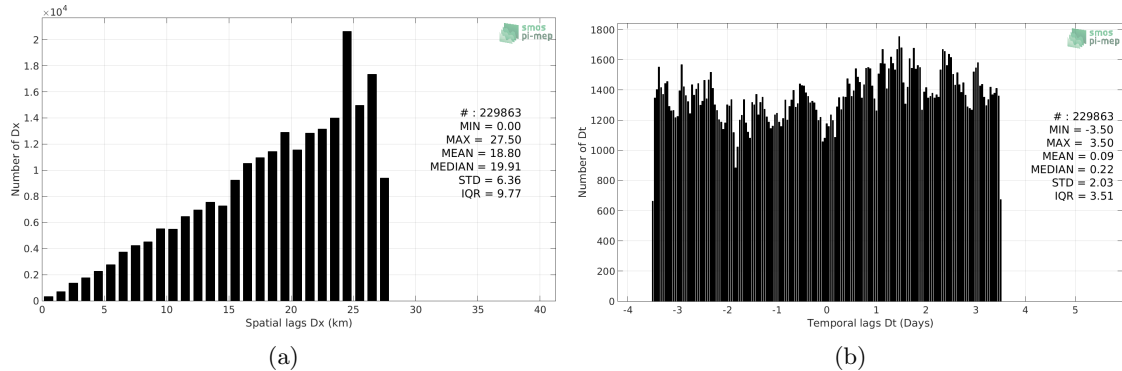 ×10⁴
2
1.8
1.6
1.4
1.2
1
0.8
0.6
0.4
0.2
0
Number of Dx
0 5 10 15 20 25 30 35 40
Spatial lags Dx (km)
smos
pi-mep
# : 229863
MIN = 0.00
MAX = 27.50
MEAN = 18.80
MEDIAN = 19.91
STD = 6.36
IQR = 9.77
(a)
1800
1600
1400
1200
1000
800
600
400
200
0
Number of Dt
-4 -3 -2 -1 0 1 2 3 4 5
Temporal lags Dt (Days)
smos
pi-mep
# : 229863
MIN = -3.50
MAX = 3.50
MEAN = 0.09
MEDIAN = 0.22
STD = 2.03
IQR = 3.51
(b)